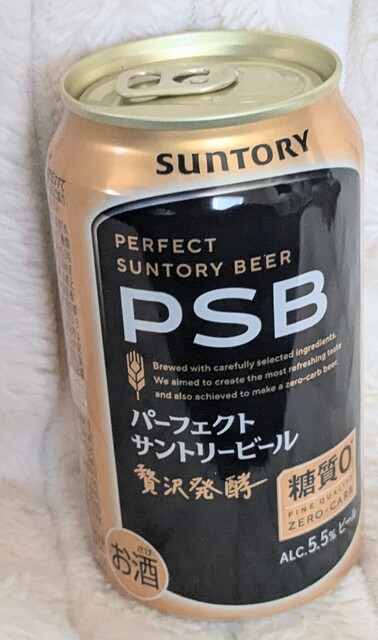 SUNTORY
PERFECT
SUNTORY BEER
PSB
Brewed with carefully selected ingredients.
We aimed to create the most refreshing taste
and also achieved to make a zero-carb beer.
パーフェクト
サントリービール
贅沢発酵
糖質0
FINE QUALITY
ZERO-CARB
ALC.5.5% ビール
さけ
お酒